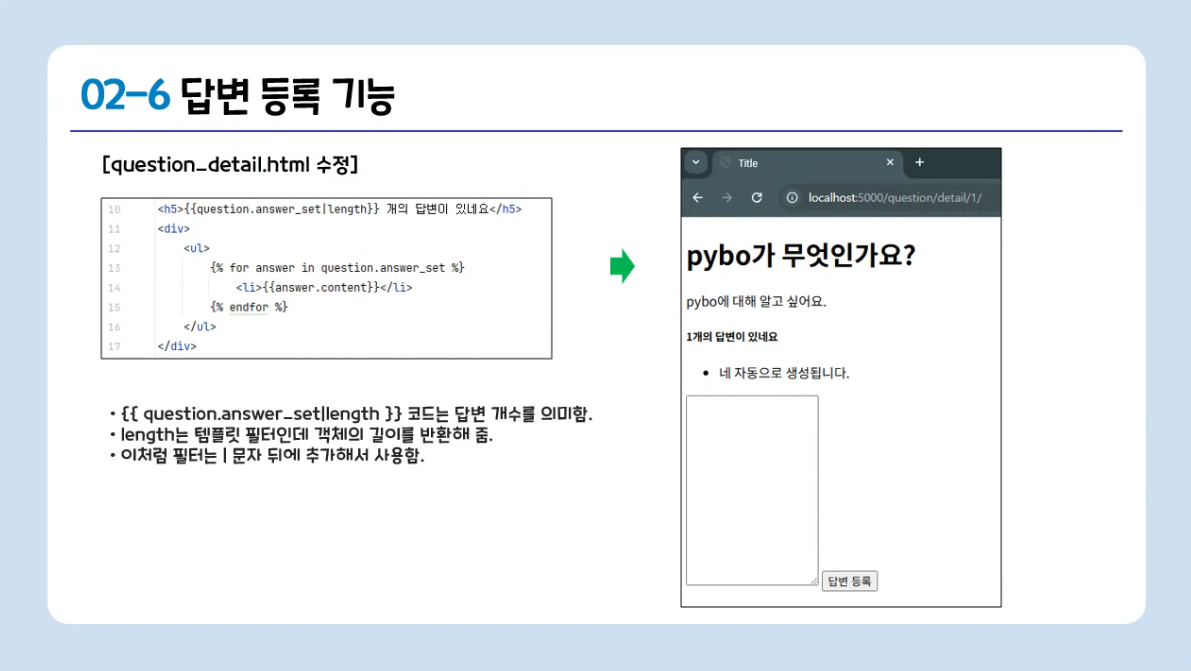 02-6 답변 등록 기능
[question_detail.html 수정]
10 <h5>{{question.answer_set|length}} 개의 답변이 있네요</h5>
11 <div>
12 <ul>
13 {% for answer in question.answer_set %}
14 <li>{{answer.content}}</li>
15 {% endfor %}
16 </ul>
17 </div>
• {{ question.answer_set|length }} 코드는 답변 개수를 의미함.
• length는 템플릿 필터인데 객체의 길이를 반환해 줌.
• 이처럼 필터는 | 문자 뒤에 추가해서 사용함.
Title
localhost:5000/question/detail/1/
pybo가 무엇인가요?
pybo에 대해 알고 싶어요.
1개의 답변이 있네요
• 네 자동으로 생성됩니다.
답변 등록